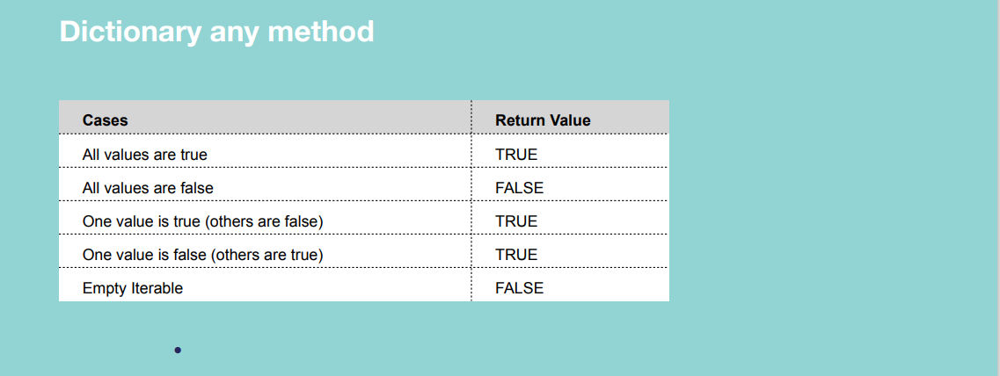 Dictionary any method
Cases Return Value
All values are true TRUE
All values are false FALSE
One value is true (others are false) TRUE
One value is false (others are true) TRUE
Empty Iterable FALSE
•